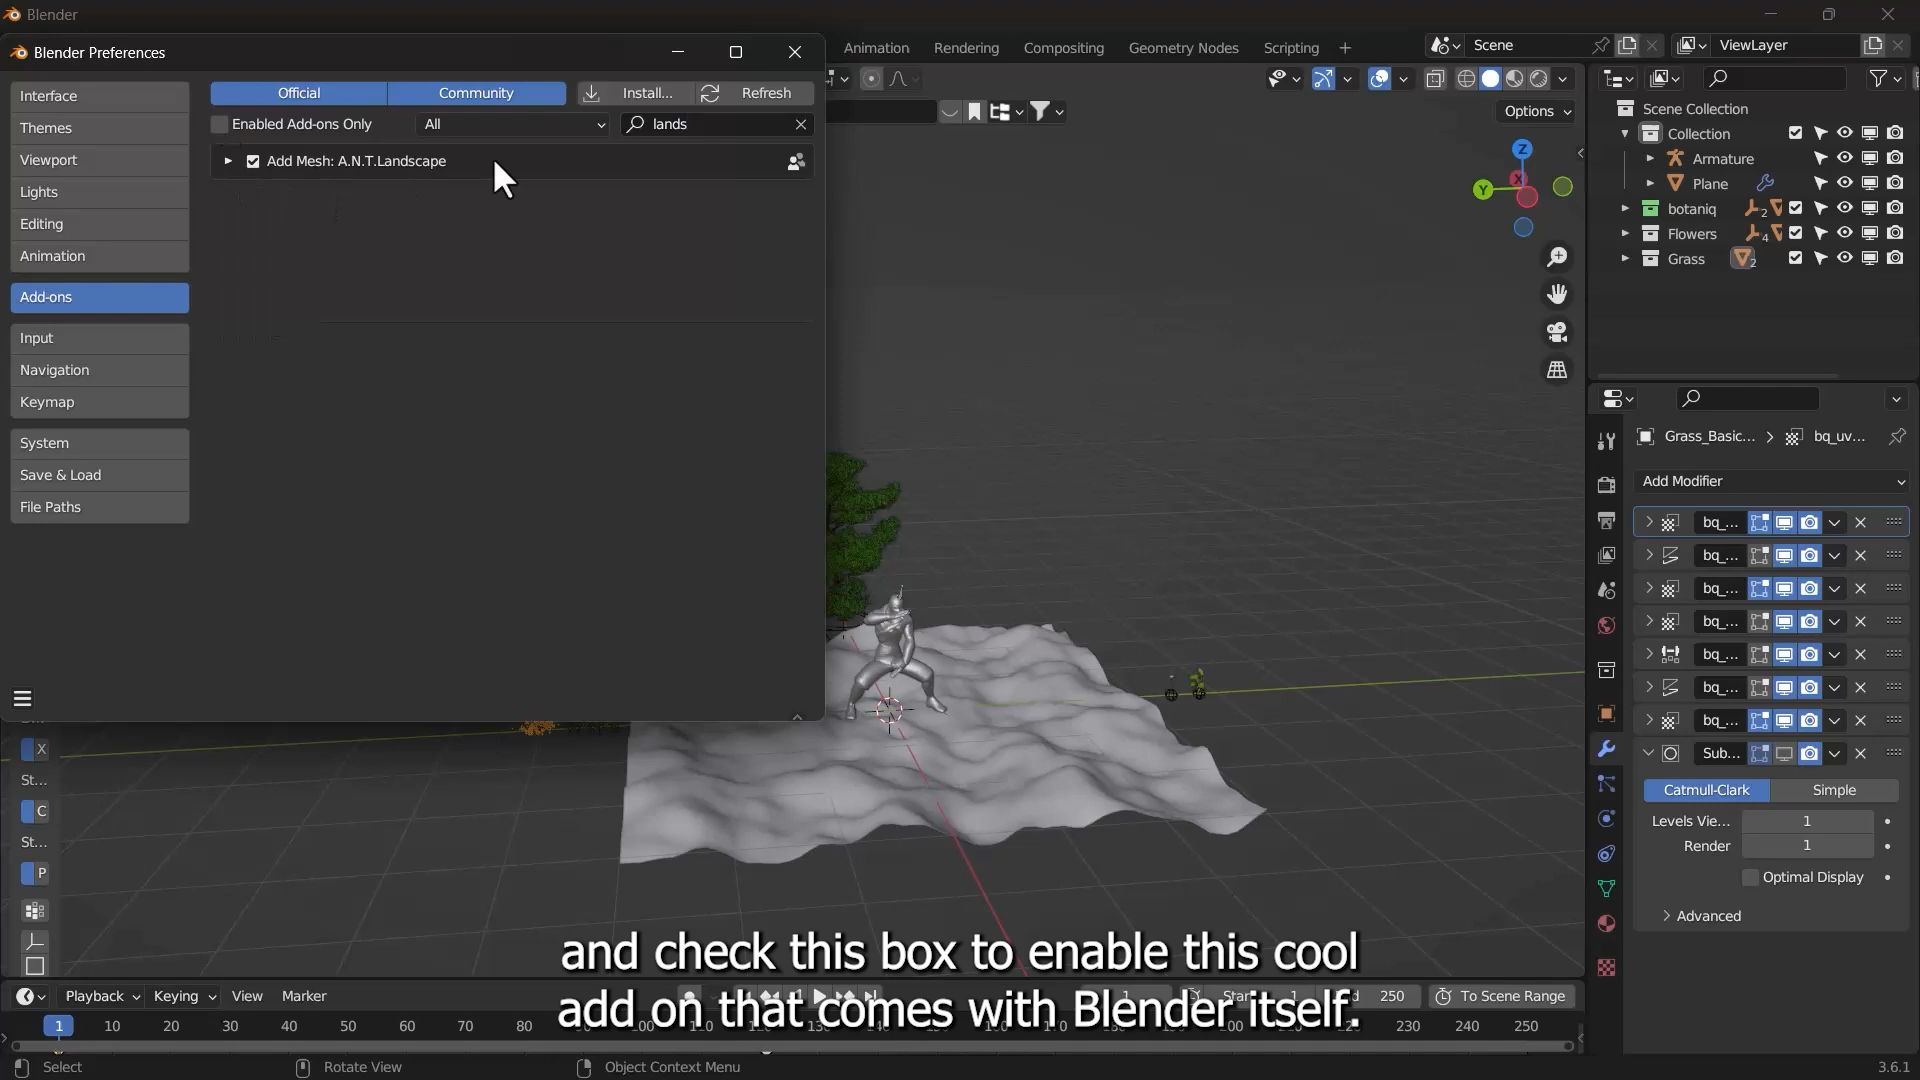 Blender
Blender Preferences
Animation Rendering Compositing Geometry Nodes Scripting
Scene
ViewLayer
Interface
Themes
Viewport
Lights
Editing
Animation
Add-ons
Input
Navigation
Keymap
System
Save & Load
File Paths
Official Community Install... Refresh
Enabled Add-ons Only All lands
Add Mesh: A.N.T.Landscape
Options
Z
X
Y
Scene Collection
Collection
Armature
Plane
botaniq 2
Flowers 4
Grass 2
Grass_Basic... bq_uv...
Add Modifier
bq_...
bq_...
bq_...
bq_...
bq_...
bq_...
bq_...
Sub...
Catmull-Clark Simple
Levels Vie... 1
Render 1
Optimal Display
Advanced
X
St...
C
St...
P
and check this box to enable this cool
add on that comes with Blender itself.
Playback Keying View Marker
1 1 250 To Scene Range
1 10 20 30 40 50 60 70 80 230 240 250
Select Rotate View Object Context Menu 3.6.1